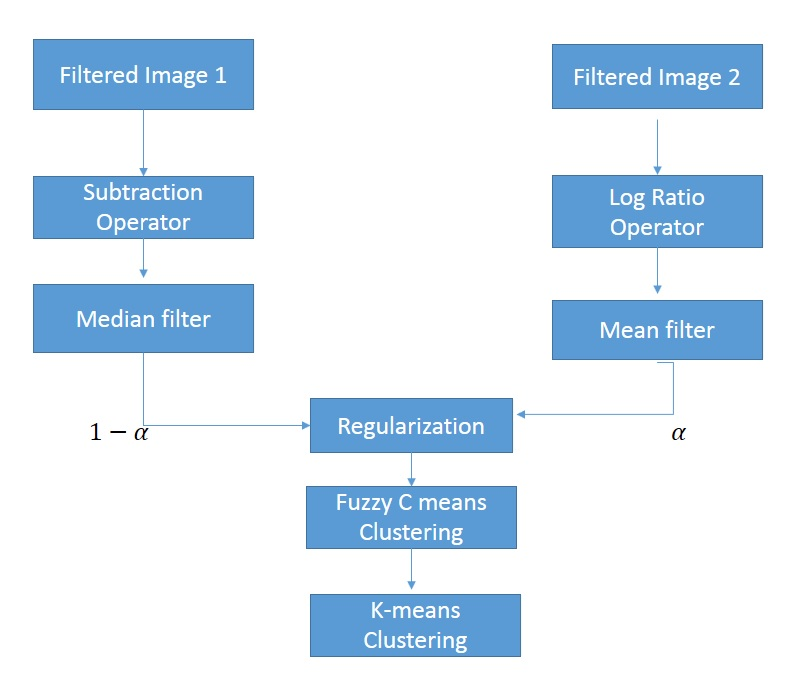 Filtered Image 1
Filtered Image 2
Subtraction
Operator
Log Ratio
Operator
Median filter
Mean filter
1 − α
Regularization
α
Fuzzy C means
Clustering
K-means
Clustering